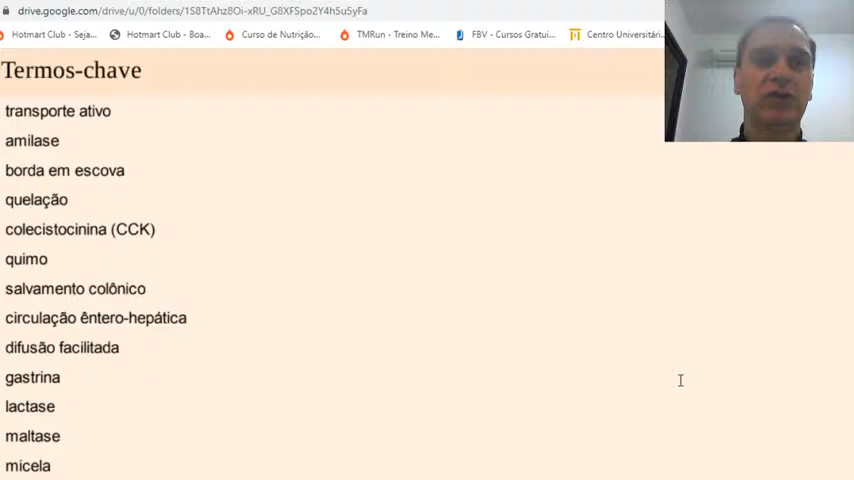 drive.google.com/drive/u/0/folders/1S8TtAhz8Oi-xRU_G8XFSpo2Y4h5u5yFa
Hotmart Club - Seja... Hotmart Club - Boa... Curso de Nutrição... TMRun - Treino Me... FBV - Cursos Gratui... Centro Universitári
Termos-chave
transporte ativo
amilase
borda em escova
quelação
colecistocinina (CCK)
quimo
salvamento colônico
circulação êntero-hepática
difusão facilitada
gastrina
lactase
maltase
micela